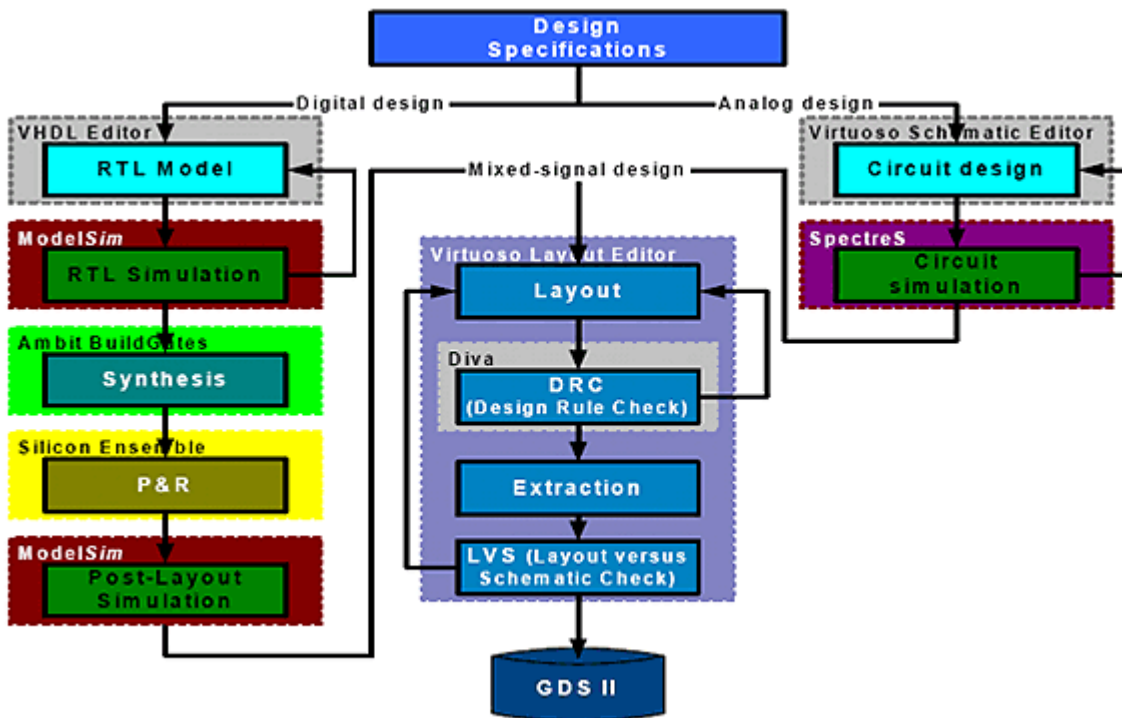 Design
Specifications
Digital design
Analog design
VHDL Editor
RTL Model
Virtuoso Schematic Editor
Circuit design
Mixed-signal design
ModelSim
RTL Simulation
SpectreS
Circuit
simulation
Virtuoso Layout Editor
Layout
Ambit BuildGates
Synthesis
Diva
DRC
(Design Rule Check)
Silicon Ensemble
P&R
Extraction
ModelSim
Post-Layout
Simulation
LVS (Layout versus
Schematic Check)
GDS II